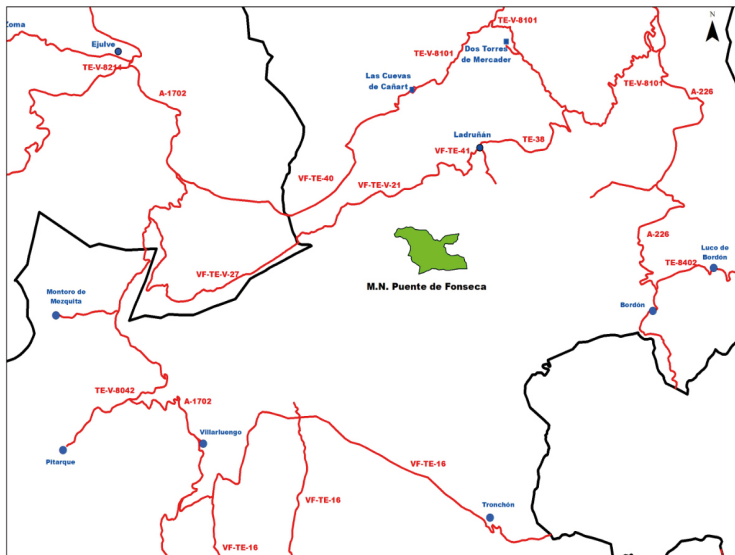 TE-V-8101
N
Coma
Ejulve
TE-V-8101
Dos Torres
de Mercader
TE-V-8211
Las Cuevas
de Cañart
TE-V-8101
A-1702
A-226
Ladruñán
TE-38
VF-TE-41
VF-TE-40
VF-TE-V-21
A-226
Luco de
Bordón
TE-8402
VF-TE-V-27
M.N. Puente de Fonseca
Montoro de
Mezquita
Bordón
TE-V-8042
A-1702
Villarluengo
Pitarque
VF-TE-16
VF-TE-16
Tronchón
VF-TE-16